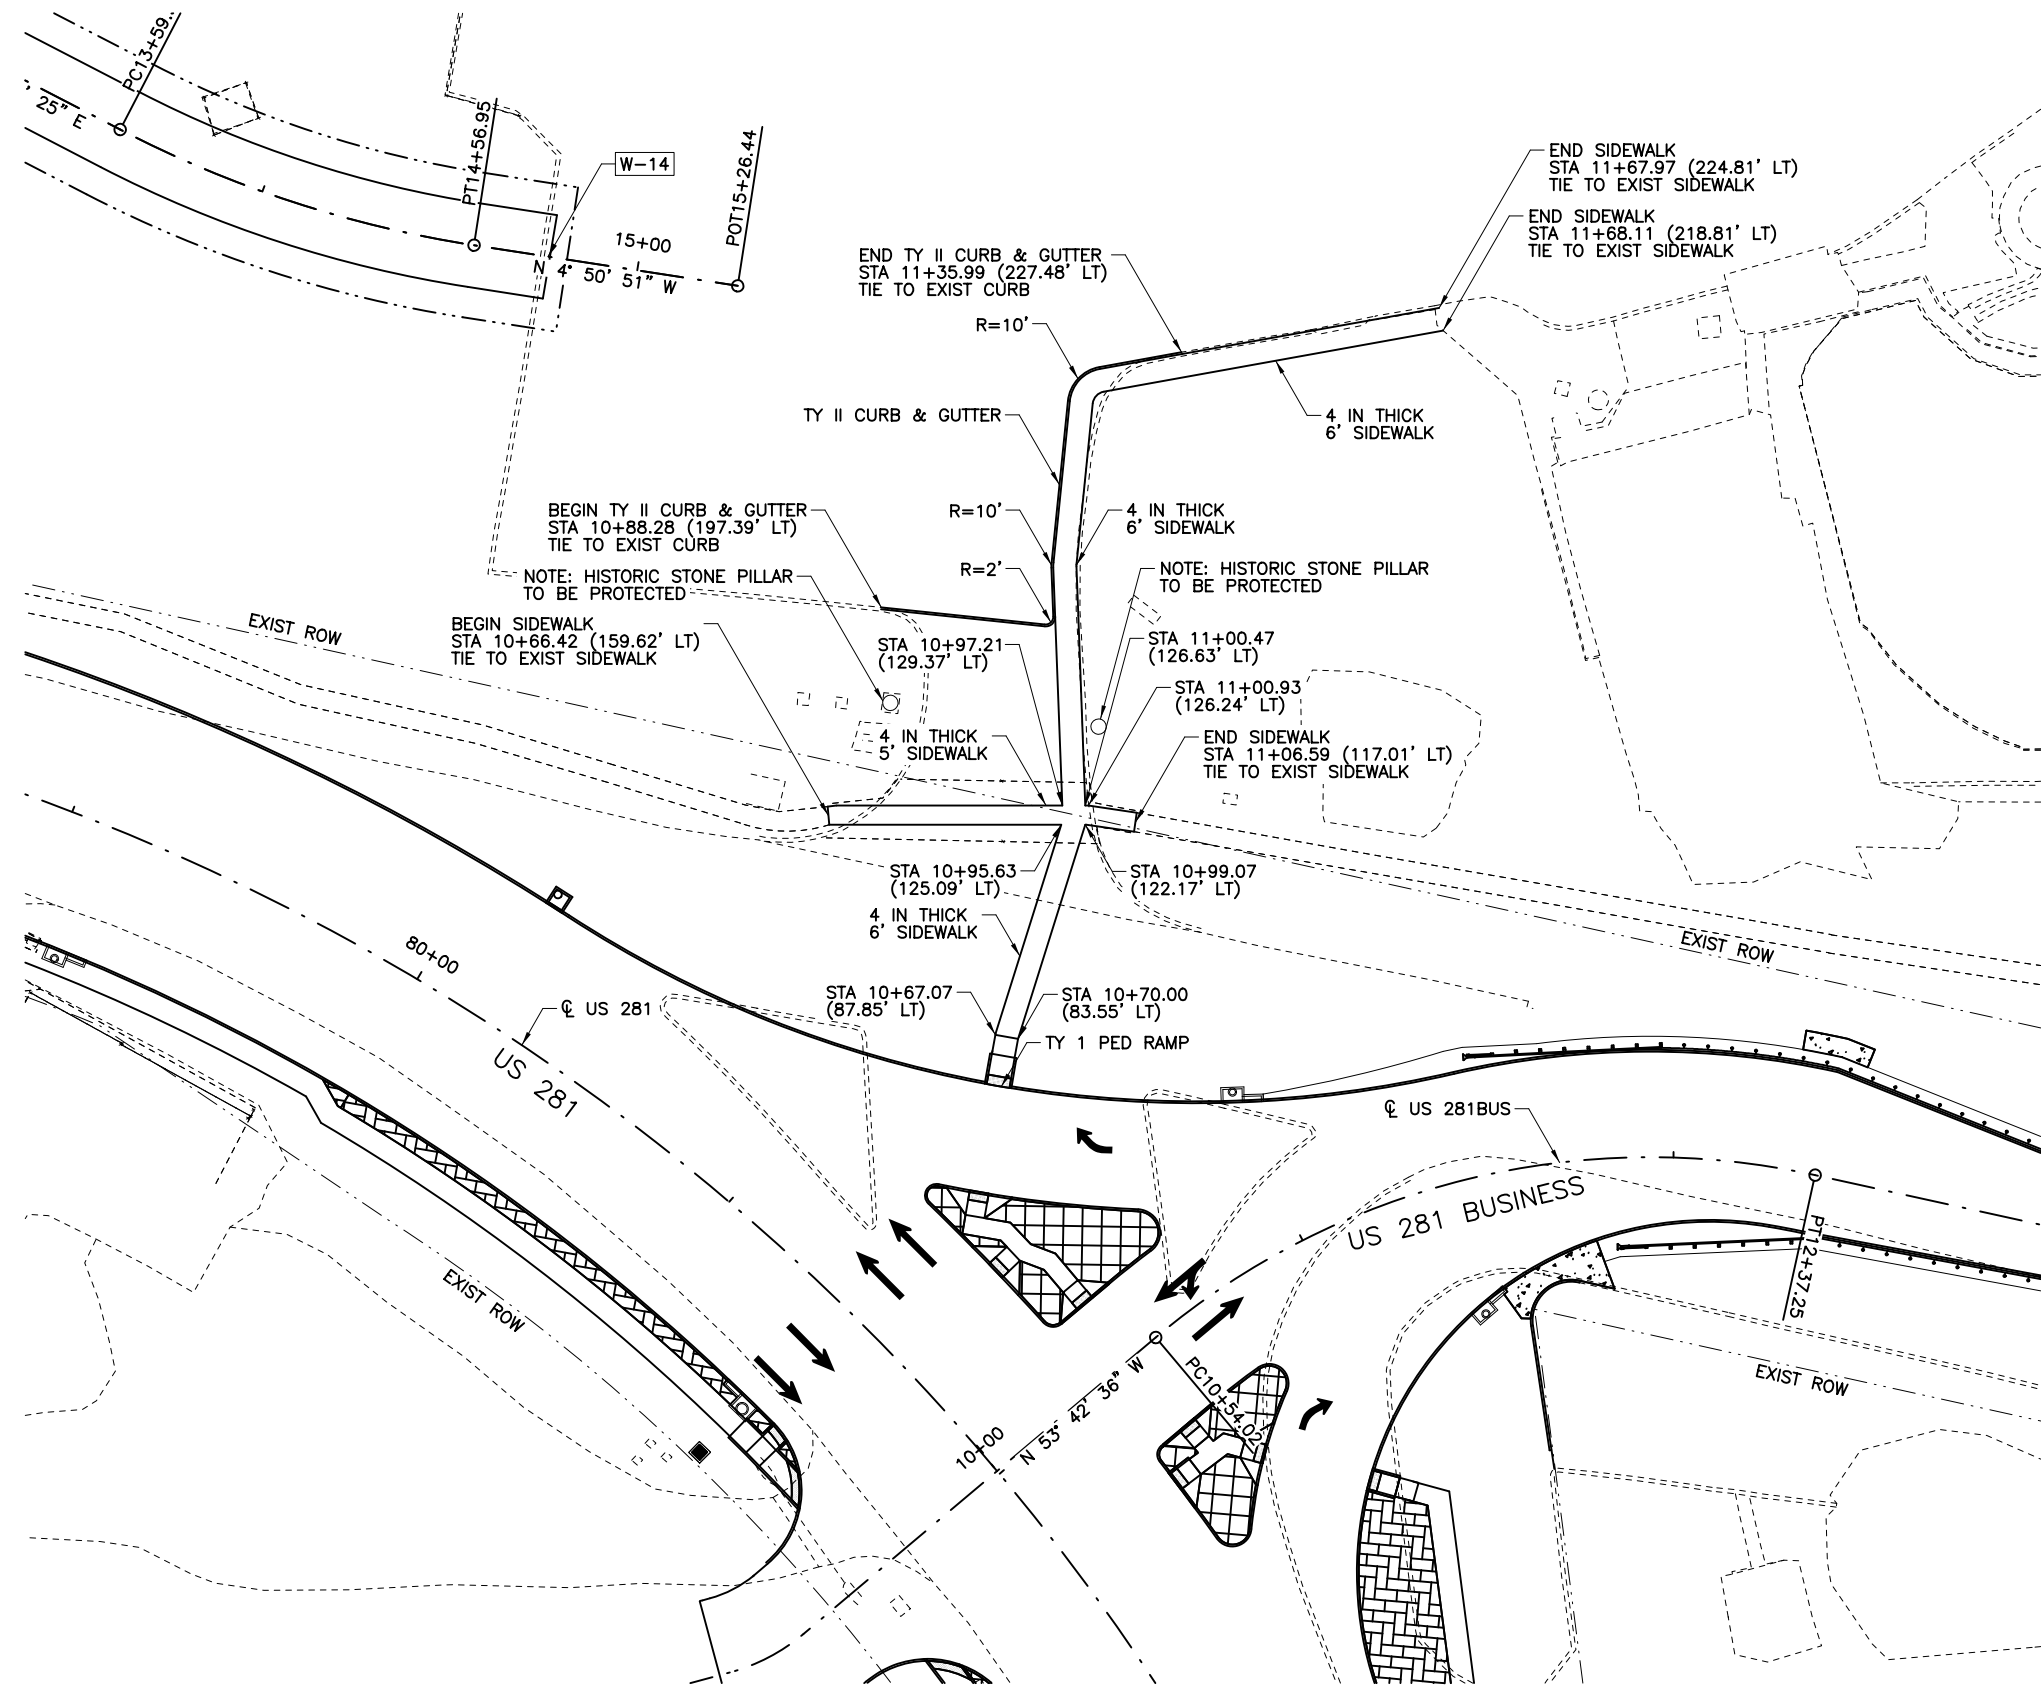 PC13+59.
' 25" E
PT14+56.95
W-14
POT15+26.44
15+00
N 4° 50' 51" W
END SIDEWALK
STA 11+67.97 (224.81' LT)
TIE TO EXIST SIDEWALK
END SIDEWALK
STA 11+68.11 (218.81' LT)
TIE TO EXIST SIDEWALK
END TY II CURB & GUTTER
STA 11+35.99 (227.48' LT)
TIE TO EXIST CURB
R=10'
TY II CURB & GUTTER
4 IN THICK
6' SIDEWALK
BEGIN TY II CURB & GUTTER
STA 10+88.28 (197.39' LT)
TIE TO EXIST CURB
R=10'
4 IN THICK
6' SIDEWALK
R=2'
NOTE: HISTORIC STONE PILLAR
TO BE PROTECTED
NOTE: HISTORIC STONE PILLAR
TO BE PROTECTED
EXIST ROW
BEGIN SIDEWALK
STA 10+66.42 (159.62' LT)
TIE TO EXIST SIDEWALK
STA 10+97.21
(129.37' LT)
STA 11+00.47
(126.63' LT)
STA 11+00.93
(126.24' LT)
4 IN THICK
5' SIDEWALK
END SIDEWALK
STA 11+06.59 (117.01' LT)
TIE TO EXIST SIDEWALK
STA 10+95.63
(125.09' LT)
STA 10+99.07
(122.17' LT)
4 IN THICK
6' SIDEWALK
EXIST ROW
80+00
STA 10+67.07
(87.85' LT)
STA 10+70.00
(83.55' LT)
℄ US 281
TY 1 PED RAMP
US 281
℄ US 281BUS
US 281 BUSINESS
PT12+37.25
EXIST ROW
EXIST ROW
PC10+54.02
N 53° 42' 36" W
10+00